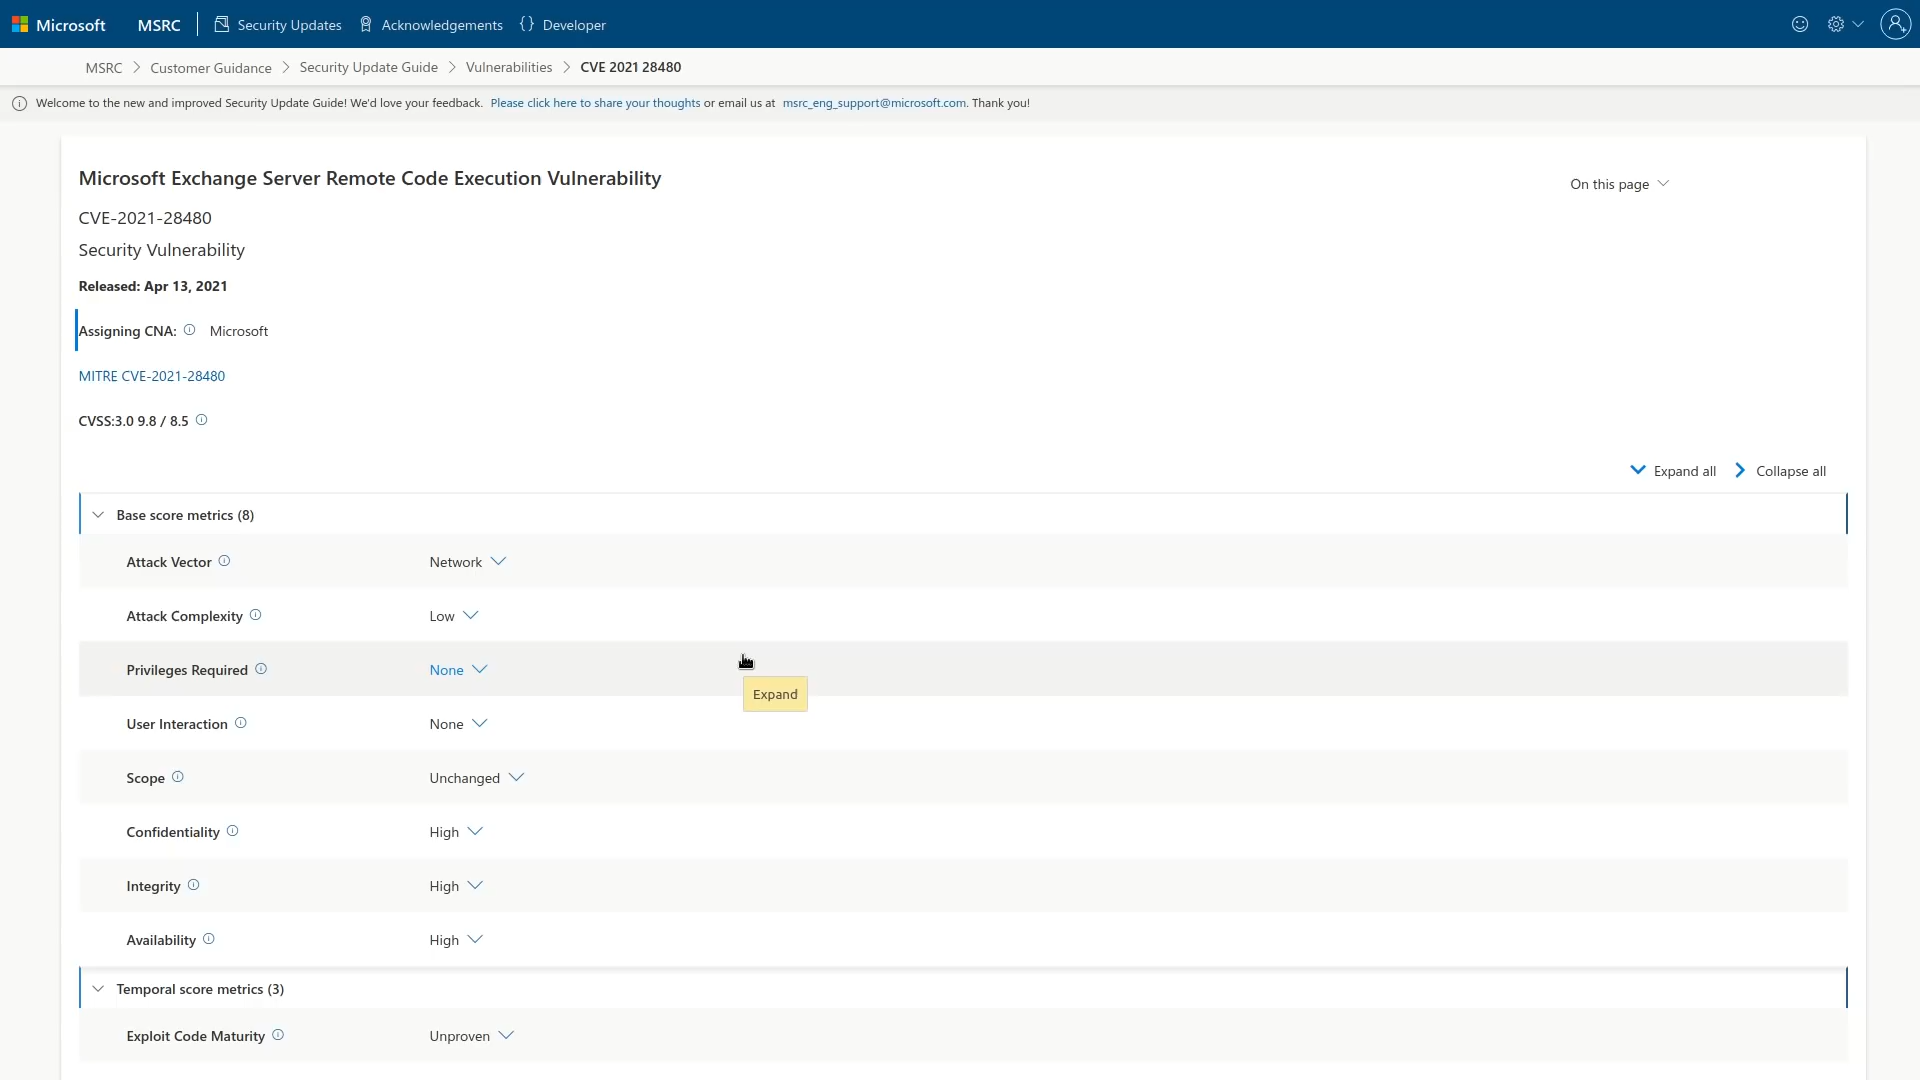 Microsoft MSRC Security Updates Acknowledgements {} Developer
MSRC > Customer Guidance > Security Update Guide > Vulnerabilities > CVE 2021 28480
Welcome to the new and improved Security Update Guide! We'd love your feedback. Please click here to share your thoughts or email us at msrc_eng_support@microsoft.com. Thank you!
Microsoft Exchange Server Remote Code Execution Vulnerability
On this page
CVE-2021-28480
Security Vulnerability
Released: Apr 13, 2021
Assigning CNA: Microsoft
MITRE CVE-2021-28480
CVSS:3.0 9.8 / 8.5
Expand all Collapse all
Base score metrics (8)
Attack Vector Network
Attack Complexity Low
Privileges Required None
Expand
User Interaction None
Scope Unchanged
Confidentiality High
Integrity High
Availability High
Temporal score metrics (3)
Exploit Code Maturity Unproven